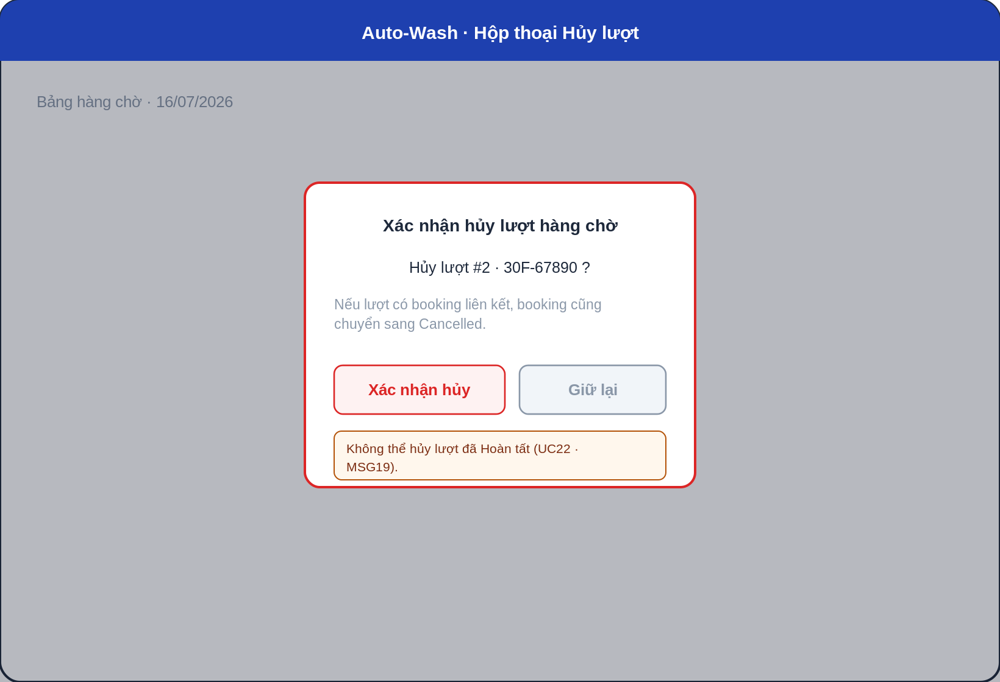 Auto-Wash · Hộp thoại Hủy lượt
Bảng hàng chờ · 16/07/2026
Xác nhận hủy lượt hàng chờ
Hủy lượt #2 · 30F-67890 ?
Nếu lượt có booking liên kết, booking cũng
chuyển sang Cancelled.
Xác nhận hủy
Giữ lại
Không thể hủy lượt đã Hoàn tất (UC22 ·
MSG19).